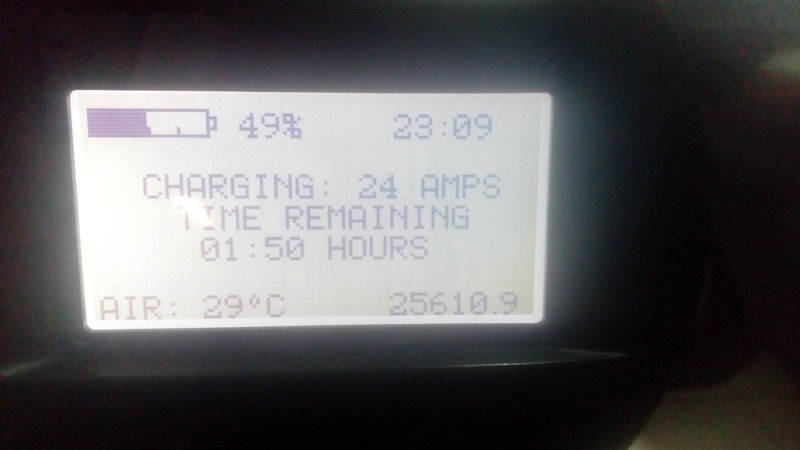 49% 23:09
CHARGING: 24 AMPS
TIME REMAINING
01:50 HOURS
AIR: 29°C 25610.9